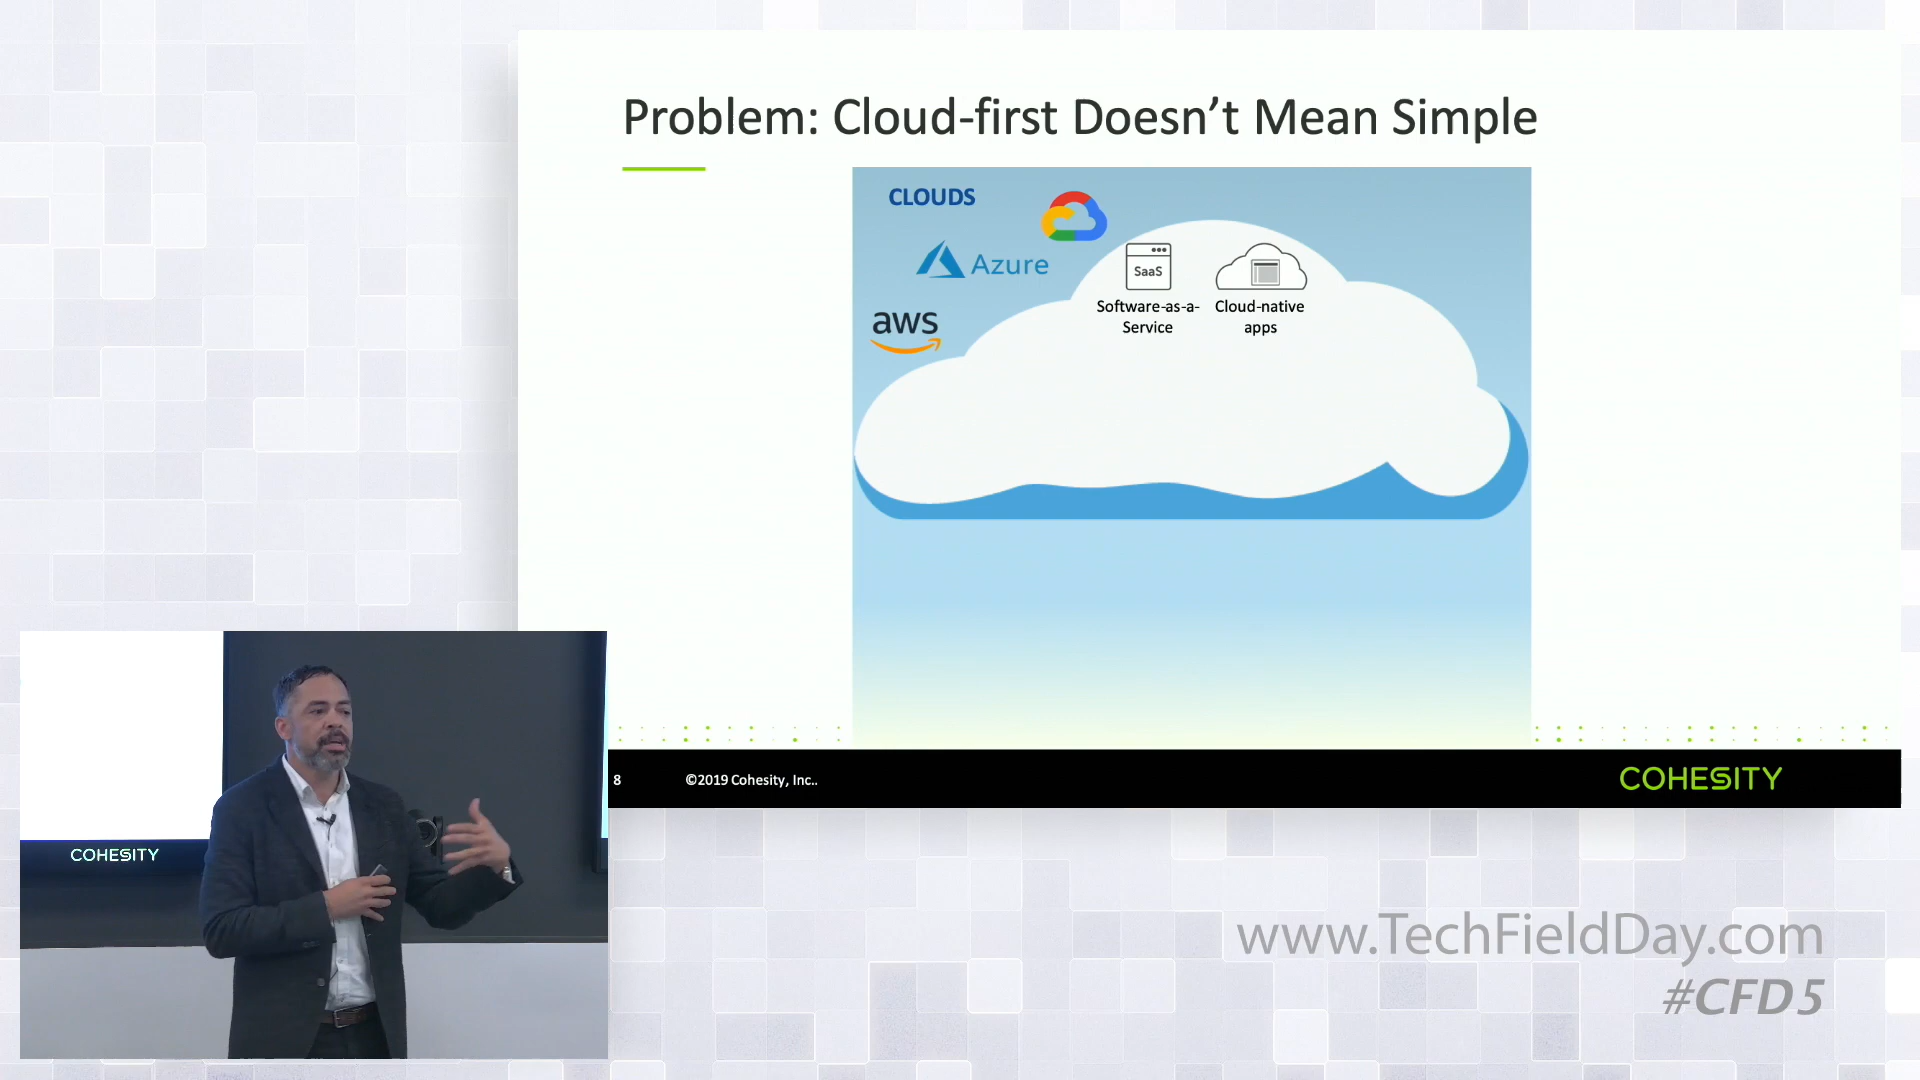 Problem: Cloud-first Doesn’t Mean Simple
CLOUDS
Azure
aws
SaaS
Software-as-a-
Service
Cloud-native
apps
8
©2019 Cohesity, Inc..
COHESITY
COHESITY
www.TechFieldDay.com
#CFD5